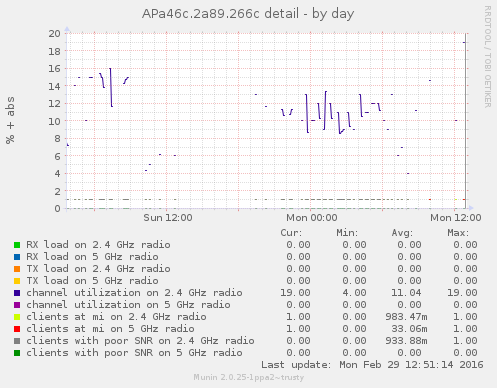 APa46c.2a89.266c detail - by day
RRDTOOL / TOBI OETIKER
% + abs
20
18
16
14
12
10
8
6
4
2
0
Sun 12:00 Mon 00:00 Mon 12:00
Cur: Min: Avg: Max:
RX load on 2.4 GHz radio 0.00 0.00 0.00 0.00
RX load on 5 GHz radio 0.00 0.00 0.00 0.00
TX load on 2.4 GHz radio 0.00 0.00 0.00 0.00
TX load on 5 GHz radio 0.00 0.00 0.00 0.00
channel utilization on 2.4 GHz radio 19.00 4.00 11.04 19.00
channel utilization on 5 GHz radio 0.00 0.00 0.00 0.00
clients at mi on 2.4 GHz radio 1.00 0.00 983.47m 1.00
clients at mi on 5 GHz radio 0.00 0.00 33.06m 1.00
clients with poor SNR on 2.4 GHz radio 0.00 0.00 933.88m 1.00
clients with poor SNR on 5 GHz radio 0.00 0.00 0.00 0.00
Last update: Mon Feb 29 12:51:14 2016
Munin 2.0.25-1ppa2~trusty